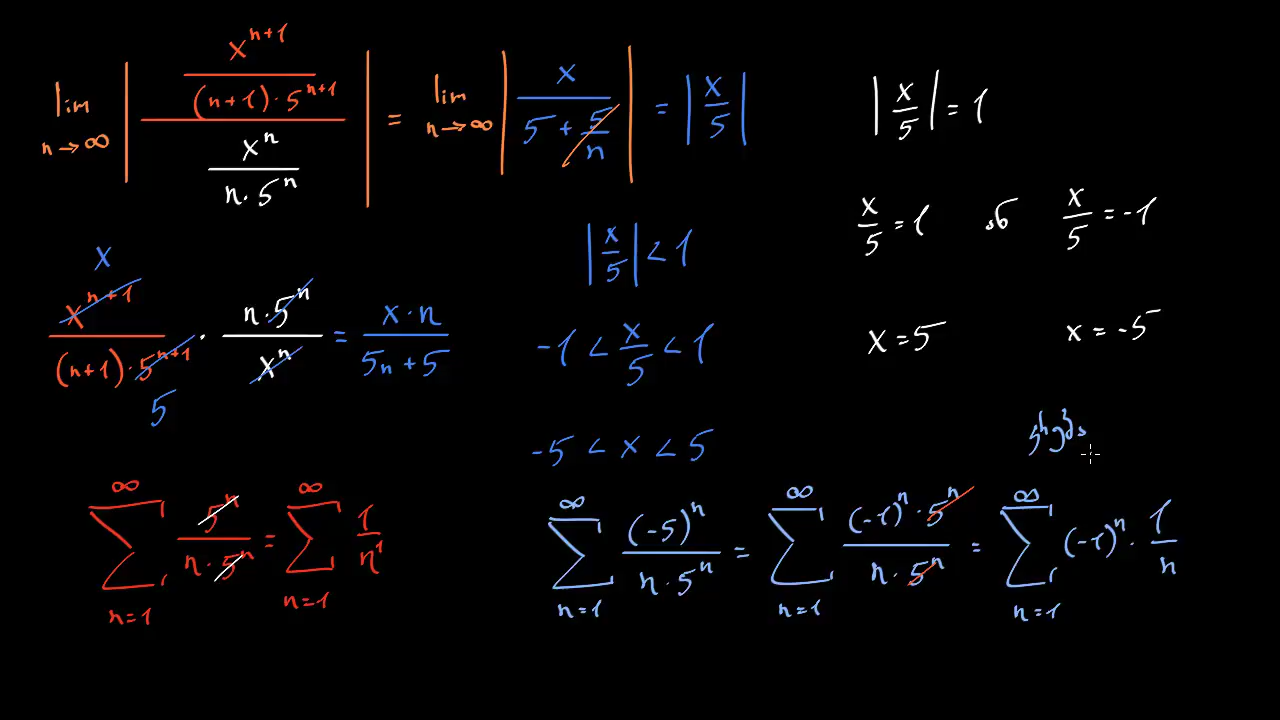 lim n→∞ | (x^(n+1) / ((n+1)·5^(n+1))) / (x^n / (n·5^n)) | = lim n→∞ | x / (5 + 5/n) | = |x/5|
|x/5| = 1
x/5 = 1 ან x/5 = -1
|x/5| < 1
x
x^(n+1) / ((n+1)·5^(n+1)) · n·5^n / x^n = x·n / (5n+5)
5
-1 < x/5 < 1
x = 5 x = -5
-5 < x < 5
∑_{n=1}^{∞} 5^n / (n·5^n) = ∑_{n=1}^{∞} 1/n^1
∑_{n=1}^{∞} (-5)^n / (n·5^n) = ∑_{n=1}^{∞} (-1)^n·5^n / (n·5^n) = ∑_{n=1}^{∞} (-1)^n · 1/n